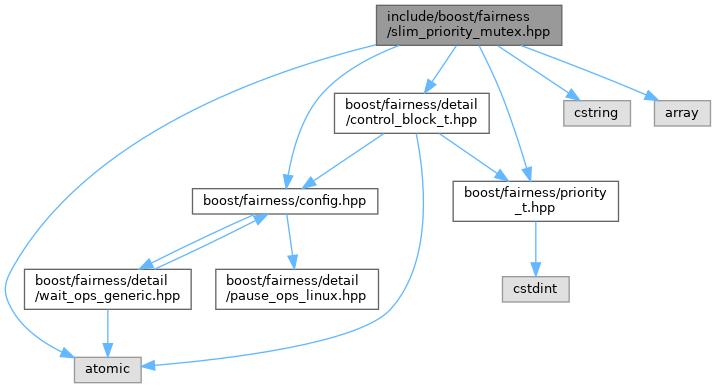 include/boost/fairness
/slim_priority_mutex.hpp
boost/fairness/detail
/control_block_t.hpp
cstring
array
boost/fairness/config.hpp
boost/fairness/priority
_t.hpp
boost/fairness/detail
/wait_ops_generic.hpp
boost/fairness/detail
/pause_ops_linux.hpp
cstdint
atomic